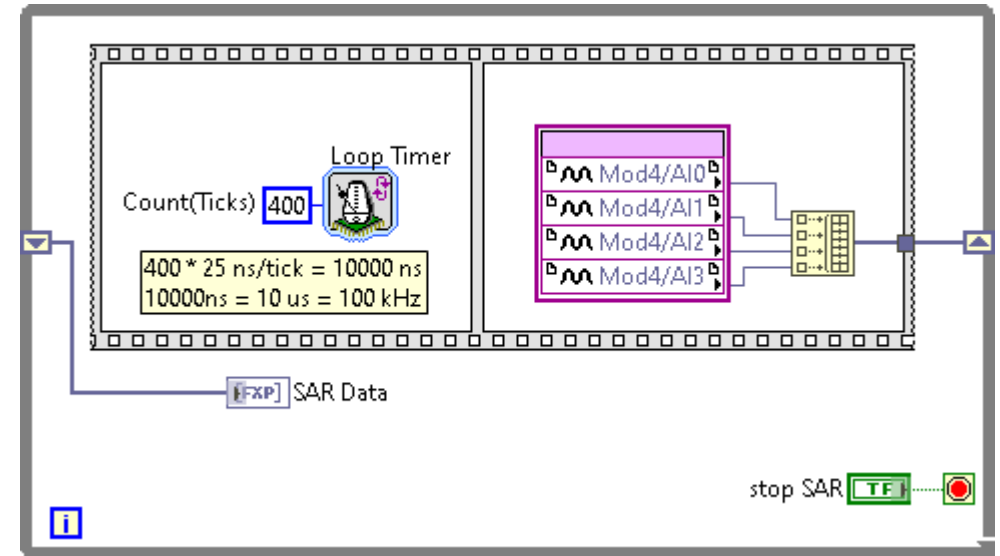 Loop Timer
Count(Ticks) 400
400 * 25 ns/tick = 10000 ns
10000ns = 10 us = 100 kHz
Mod4/AI0
Mod4/AI1
Mod4/AI2
Mod4/AI3
[FXP] SAR Data
stop SAR TF
i